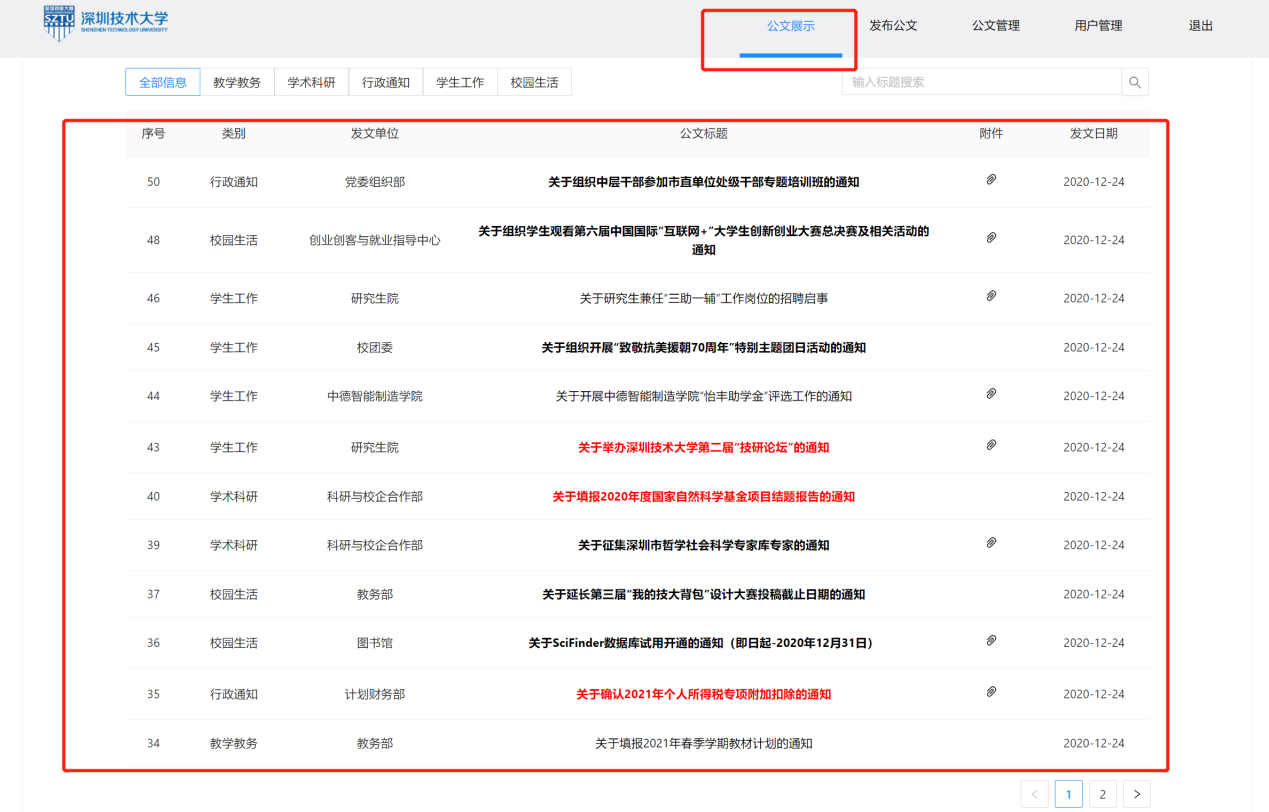 深圳技术大学
SZTU
深圳技术大学
SHENZHEN TECHNOLOGY UNIVERSITY
公文展示 发布公文 公文管理 用户管理 退出
全部信息 教学教务 学术科研 行政通知 学生工作 校园生活 输入标题搜索
序号 类别 发文单位 公文标题 附件 发文日期
50 行政通知 党委组织部 关于组织中层干部参加市直单位处级干部专题培训班的通知 2020-12-24
48 校园生活 创业创客与就业指导中心 关于组织学生观看第六届中国国际“互联网+”大学生创新创业大赛总决赛及相关活动的 2020-12-24
通知
46 学生工作 研究生院 关于研究生兼任“三助一辅”工作岗位的招聘启事 2020-12-24
45 学生工作 校团委 关于组织开展“致敬抗美援朝70周年”特别主题团日活动的通知 2020-12-24
44 学生工作 中德智能制造学院 关于开展中德智能制造学院“怡丰助学金”评选工作的通知 2020-12-24
43 学生工作 研究生院 关于举办深圳技术大学第二届“技研论坛”的通知 2020-12-24
40 学术科研 科研与校企合作部 关于填报2020年度国家自然科学基金项目结题报告的通知 2020-12-24
39 学术科研 科研与校企合作部 关于征集深圳市哲学社会科学专家库专家的通知 2020-12-24
37 校园生活 教务部 关于延长第三届“我的技大背包”设计大赛投稿截止日期的通知 2020-12-24
36 校园生活 图书馆 关于SciFinder数据库试用开通的通知（即日起-2020年12月31日） 2020-12-24
35 行政通知 计划财务部 关于确认2021年个人所得税专项附加扣除的通知 2020-12-24
34 教学教务 教务部 关于填报2021年春季学期教材计划的通知 2020-12-24
< 1 2 >